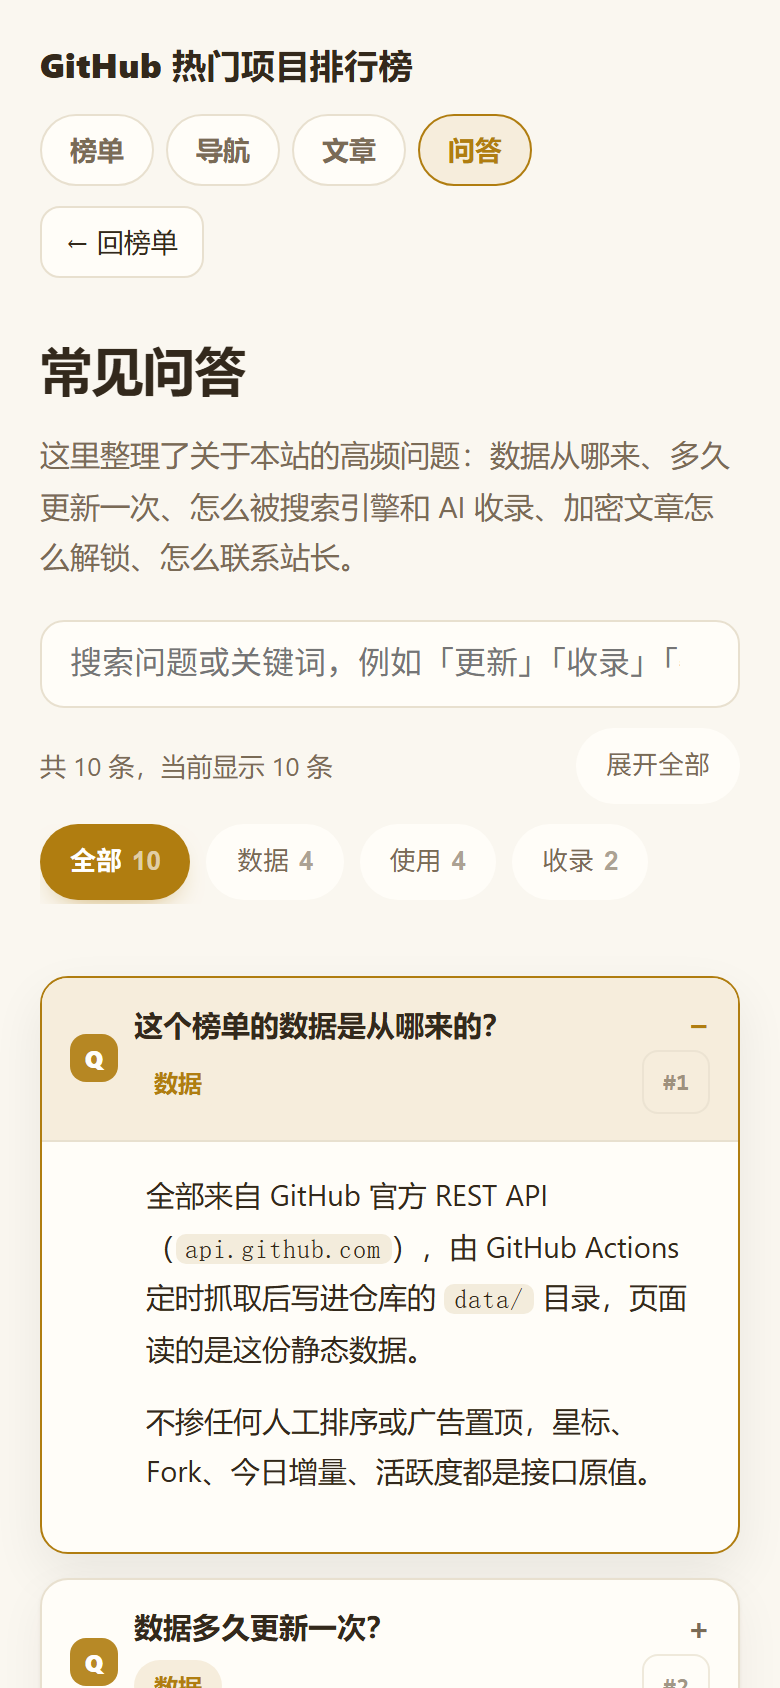 GitHub 热门项目排行榜
榜单 导航 文章 问答
← 回榜单
常见问答
这里整理了关于本站的高频问题：数据从哪来、多久
更新一次、怎么被搜索引擎和 AI 收录、加密文章怎
么解锁、怎么联系站长。
搜索问题或关键词，例如「更新」「收录」「
共 10 条，当前显示 10 条 展开全部
全部 10 数据 4 使用 4 收录 2
Q 这个榜单的数据是从哪来的？ −
数据 #1
全部来自 GitHub 官方 REST API
（api.github.com），由 GitHub Actions
定时抓取后写进仓库的 data/ 目录，页面
读的是这份静态数据。
不掺任何人工排序或广告置顶，星标、
Fork、今日增量、活跃度都是接口原值。
Q 数据多久更新一次？ +
数据 #2